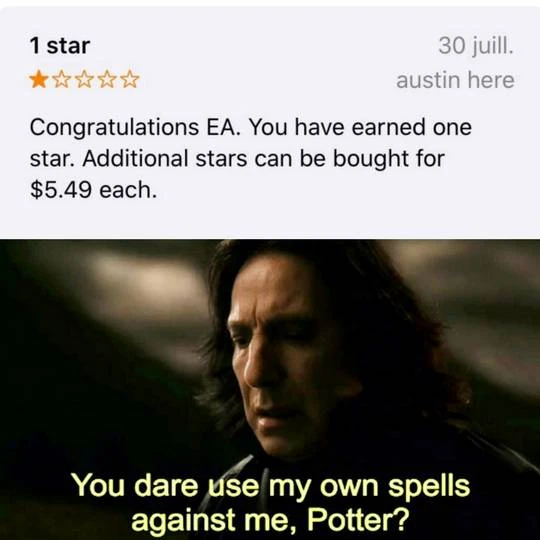 1 star
30 juill.
austin here
Congratulations EA. You have earned one
star. Additional stars can be bought for
$5.49 each.
You dare use my own spells
against me, Potter?